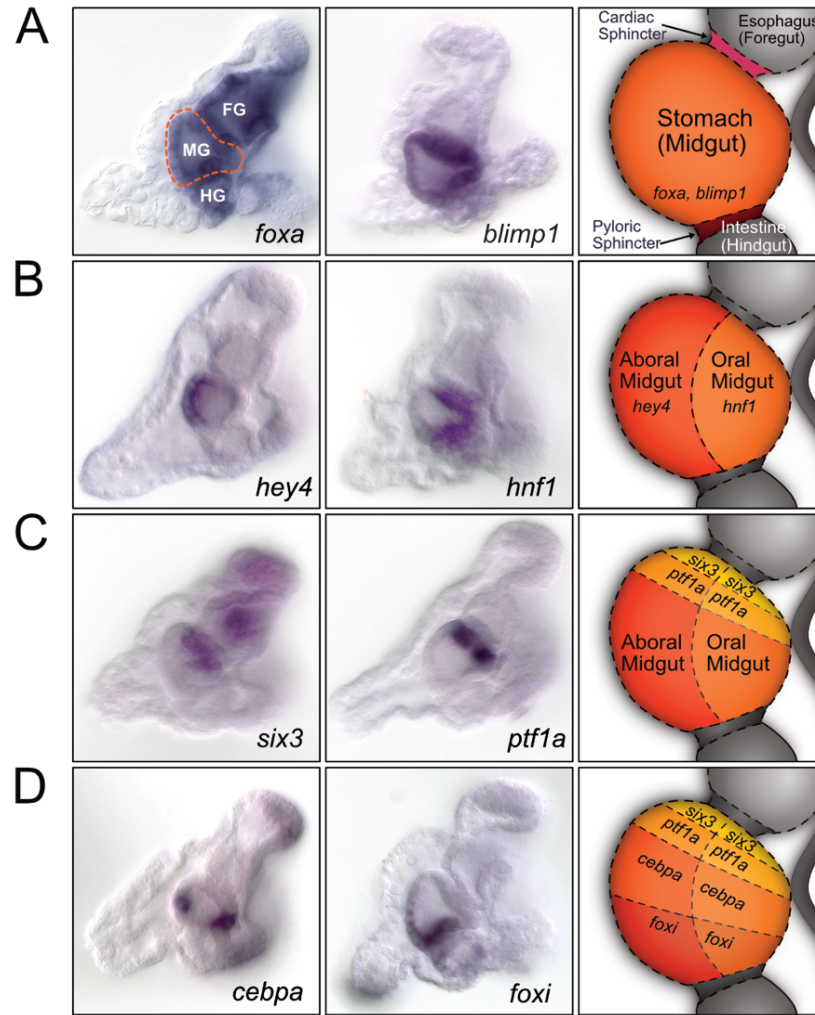 A
FG
MG
HG
foxa
blimp1
Cardiac
Sphincter
Esophagus
(Foregut)
Stomach
(Midgut)
foxa, blimp1
Pyloric
Sphincter
Intestine
(Hindgut)
B
hey4
hnf1
Aboral
Midgut
hey4
Oral
Midgut
hnf1
C
six3
ptf1a
six3
six3
ptf1a
ptf1a
Aboral
Midgut
Oral
Midgut
D
cebpa
foxi
six3
six3
ptf1a
ptf1a
cebpa
cebpa
foxi
foxi